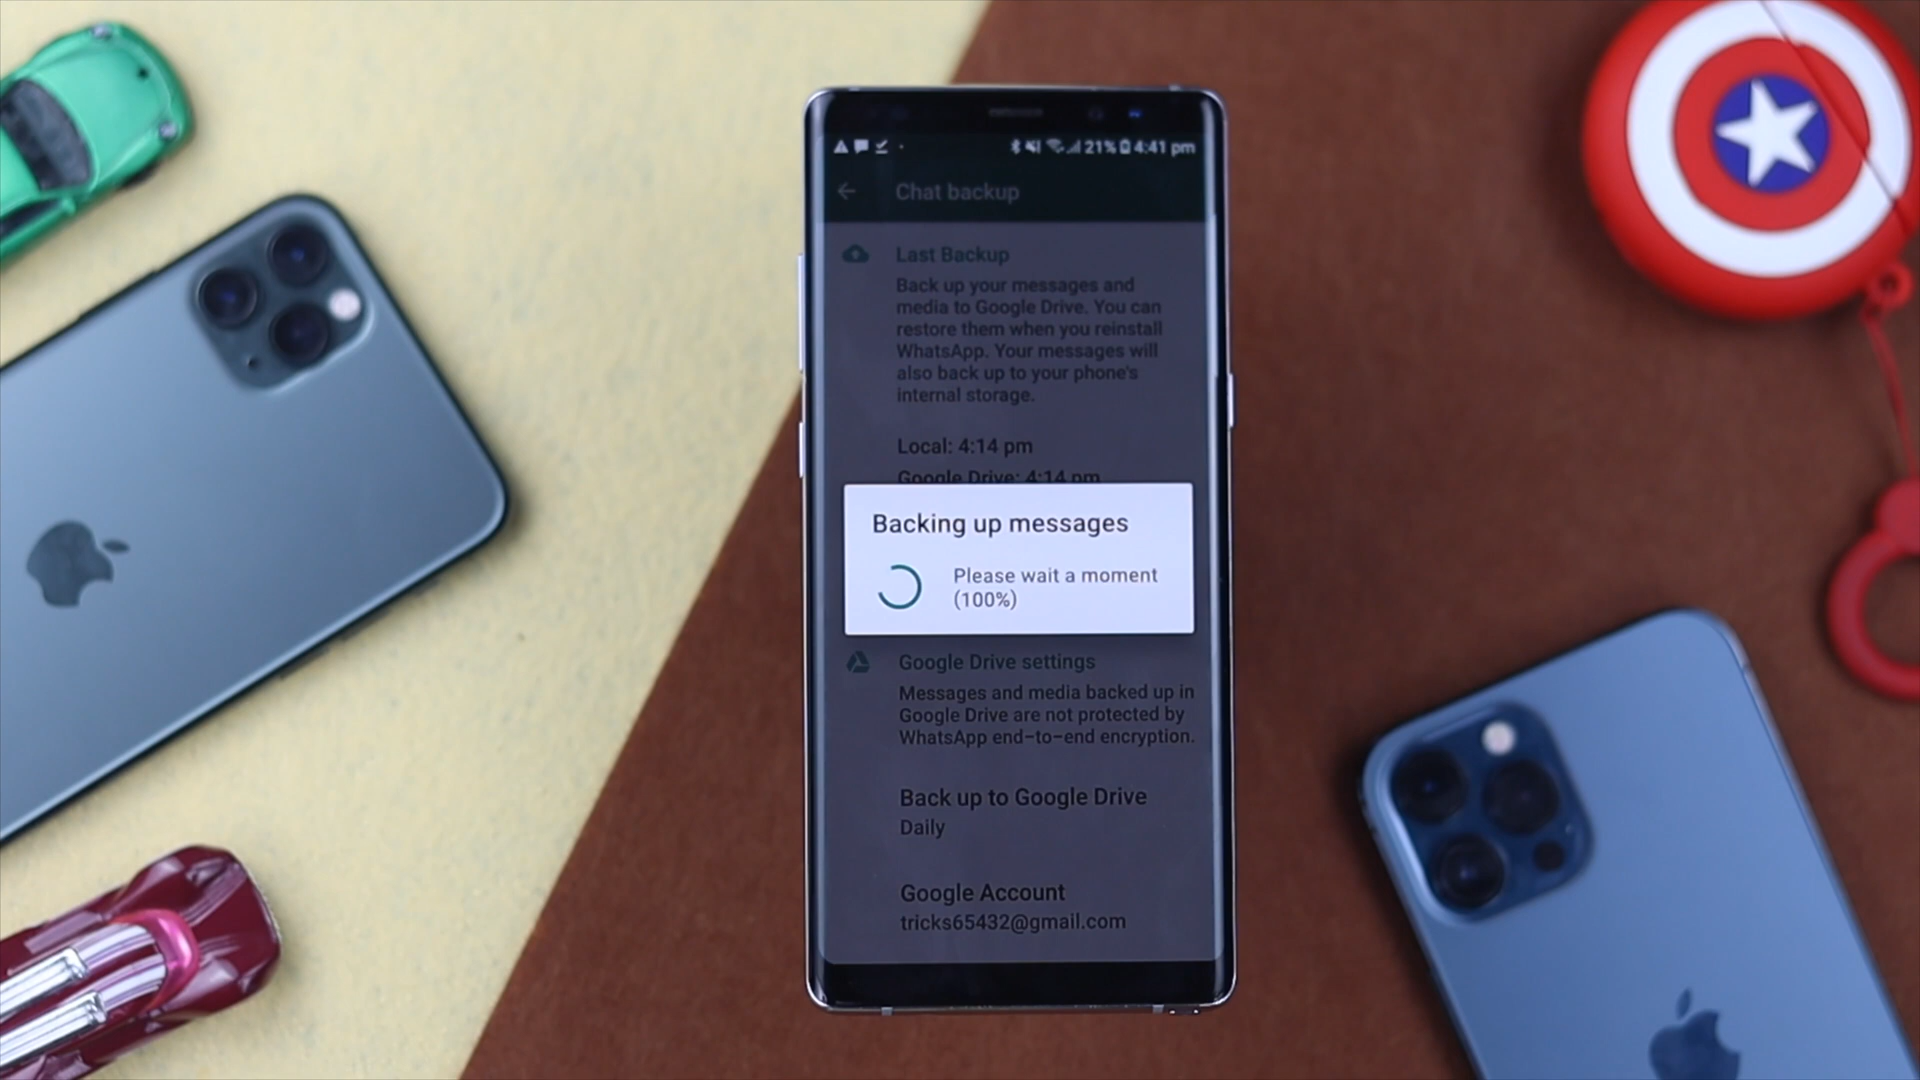 21% 4:41 pm
Chat backup
Last Backup
Back up your messages and
media to Google Drive. You can
restore them when you reinstall
WhatsApp. Your messages will
also back up to your phone's
internal storage.
Local: 4:14 pm
Google Drive: 4:14 pm
Backing up messages
Please wait a moment
(100%)
Google Drive settings
Messages and media backed up in
Google Drive are not protected by
WhatsApp end-to-end encryption.
Back up to Google Drive
Daily
Google Account
tricks65432@gmail.com